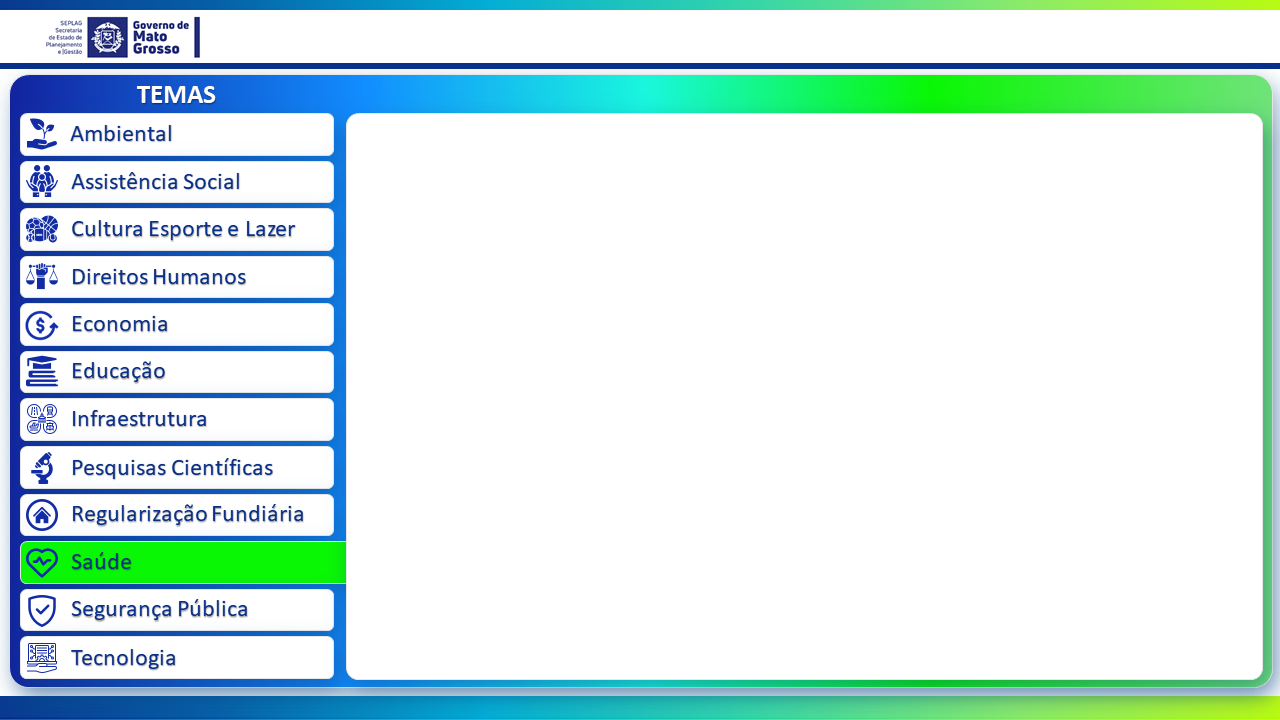 SEPLAG
Secretaria
de Estado de
Planejamento
e |Gestão
Governo de
Mato
Grosso
TEMAS
Ambiental
Assistência Social
Cultura Esporte e Lazer
Direitos Humanos
Economia
Educação
Infraestrutura
Pesquisas Científicas
Regularização Fundiária
Saúde
Segurança Pública
Tecnologia